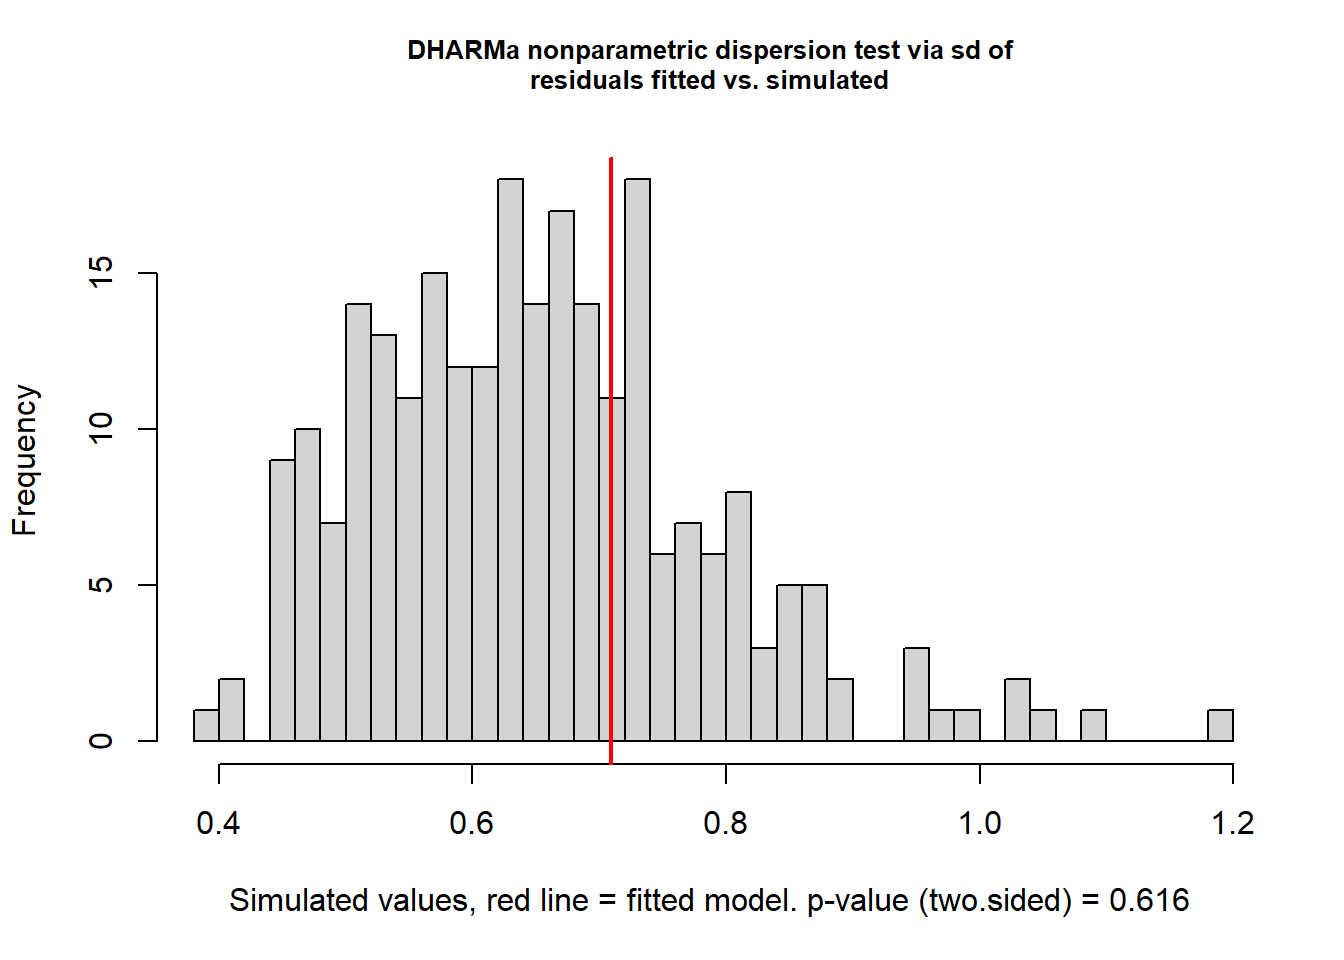 DHARMa nonparametric dispersion test via sd of
residuals fitted vs. simulated
Frequency
15
10
5
0
0.4 0.6 0.8 1.0 1.2
Simulated values, red line = fitted model. p-value (two.sided) = 0.616